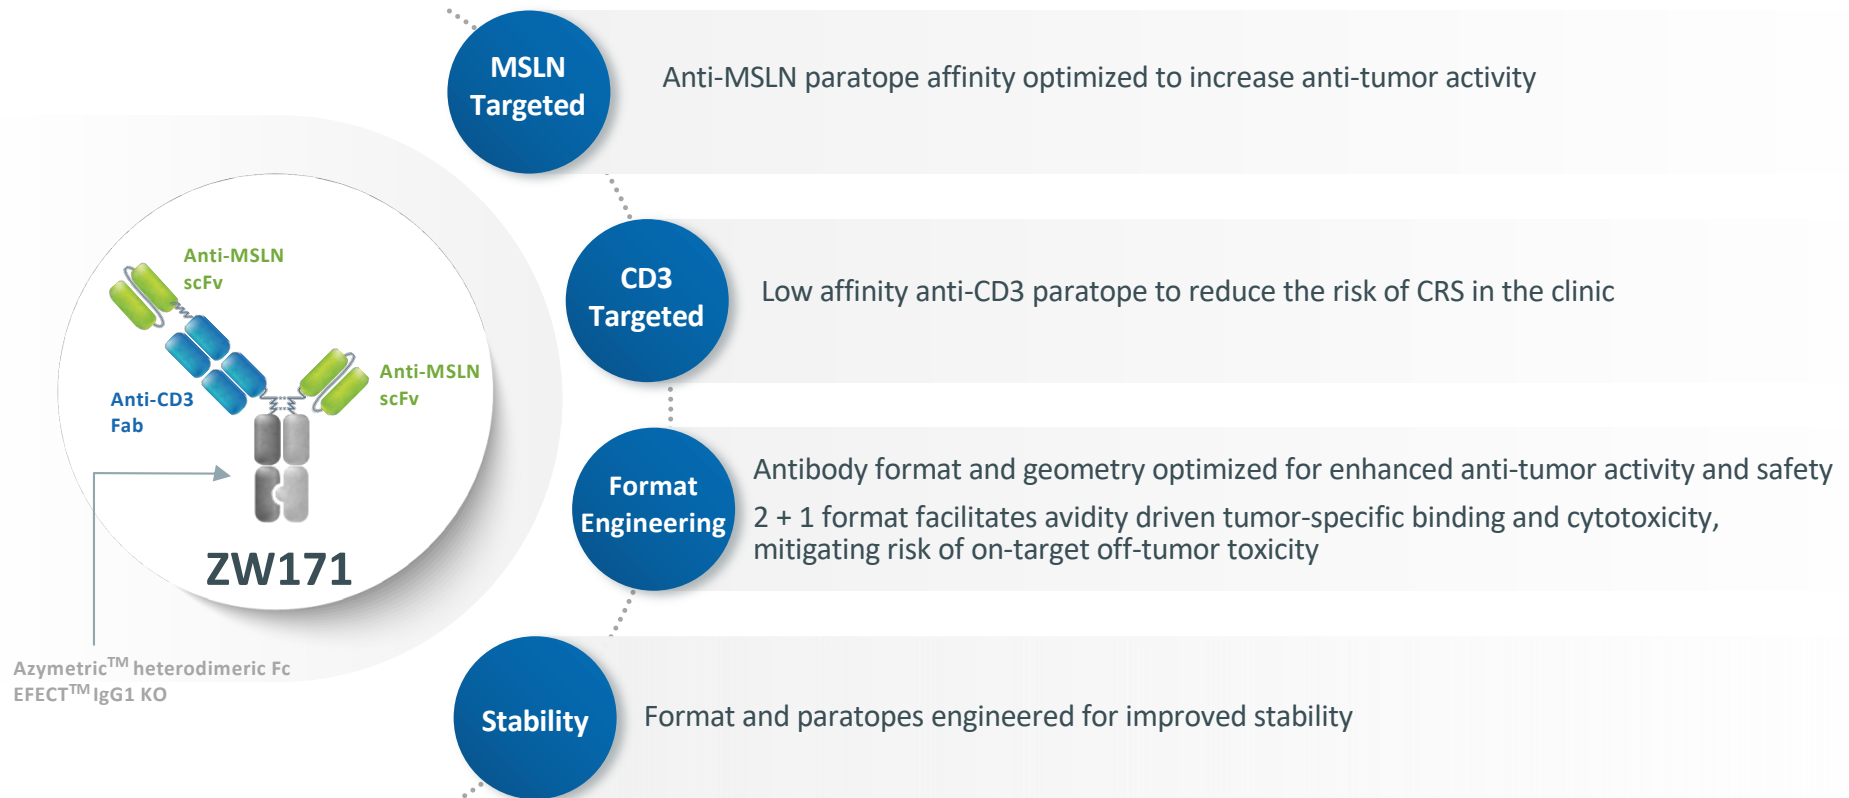 MSLN
Targeted
Anti-MSLN paratope affinity optimized to increase anti-tumor activity
CD3
Targeted
Low affinity anti-CD3 paratope to reduce the risk of CRS in the clinic
Format
Engineering
Antibody format and geometry optimized for enhanced anti-tumor activity and safety
2 + 1 format facilitates avidity driven tumor-specific binding and cytotoxicity,
mitigating risk of on-target off-tumor toxicity
Stability
Format and paratopes engineered for improved stability
Anti-MSLN
scFv
Anti-MSLN
scFv
Anti-CD3
Fab
ZW171
Azymetric™ heterodimeric Fc
EFECT™ IgG1 KO